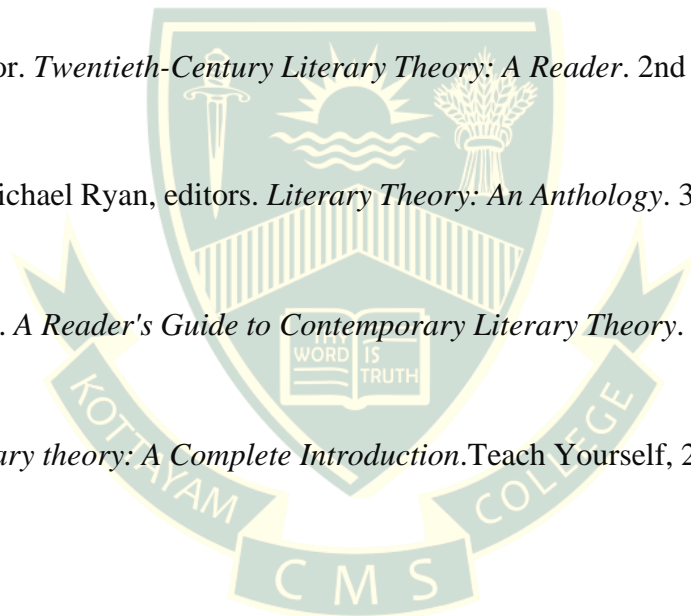 or. Twentieth-Century Literary Theory: A Reader. 2nd
ichael Ryan, editors. Literary Theory: An Anthology. 3
. A Reader's Guide to Contemporary Literary Theory.
THY
WORD IS
TRUTH
ary theory: A Complete Introduction.Teach Yourself, 2
KOTTAYAM
COLLEGE
CMS